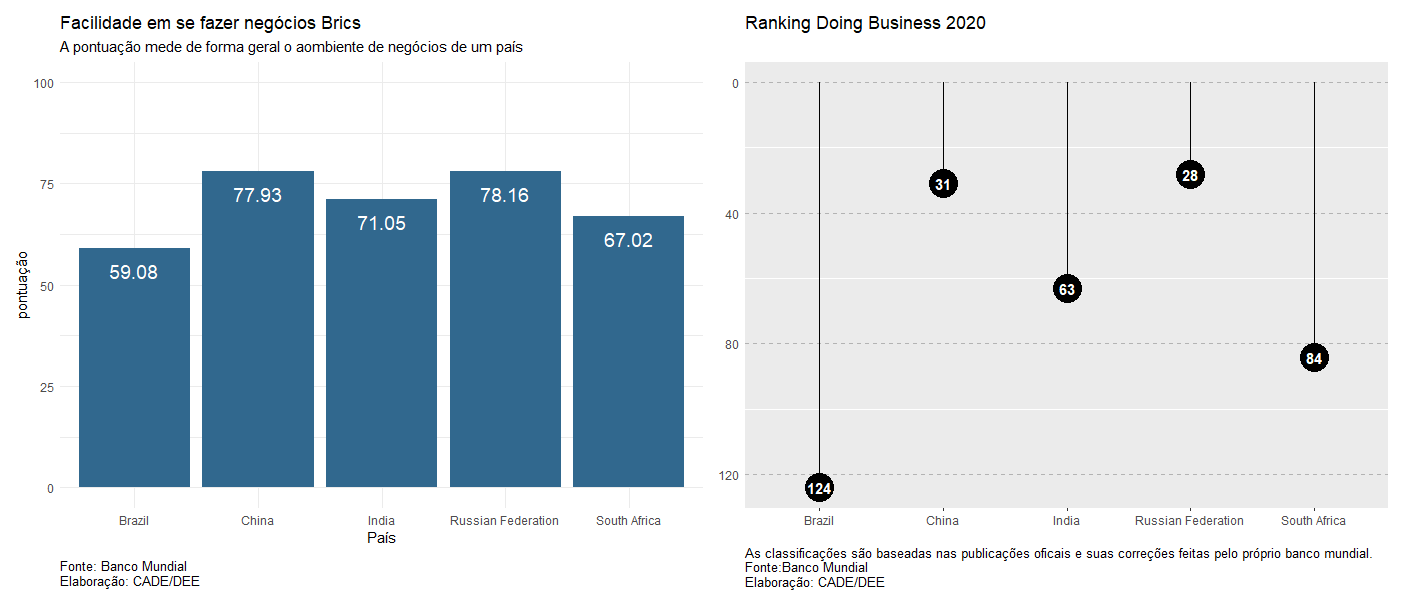 Facilidade em se fazer negócios Brics
A pontuação mede de forma geral o aombiente de negócios de um país
100
75
50
25
0
pontuação
59.08
77.93
71.05
78.16
67.02
Brazil
China
India
Russian Federation
South Africa
País
Fonte: Banco Mundial
Elaboração: CADE/DEE
Ranking Doing Business 2020
0
40
80
120
124
31
63
28
84
Brazil
China
India
Russian Federation
South Africa
As classificações são baseadas nas publicações oficais e suas correções feitas pelo próprio banco mundial.
Fonte:Banco Mundial
Elaboração: CADE/DEE